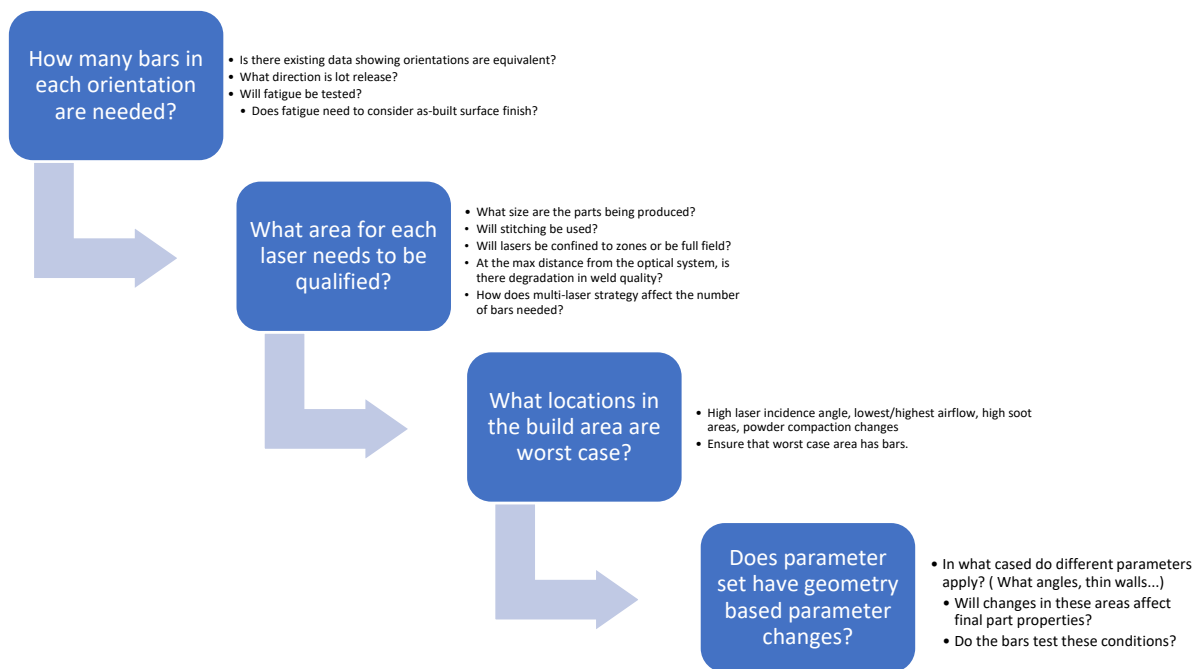 How many bars in
each orientation
are needed?
• Is there existing data showing orientations are equivalent?
• What direction is lot release?
• Will fatigue be tested?
• Does fatigue need to consider as-built surface finish?
What area for each
laser needs to be
qualified?
• What size are the parts being produced?
• Will stitching be used?
• Will lasers be confined to zones or be full field?
• At the max distance from the optical system, is
there degradation in weld quality?
• How does multi-laser strategy affect the number
of bars needed?
What locations in
the build area are
worst case?
• High laser incidence angle, lowest/highest airflow, high soot
areas, powder compaction changes
• Ensure that worst case area has bars.
Does parameter
set have geometry
based parameter
changes?
• In what cased do different parameters
apply? ( What angles, thin walls...)
• Will changes in these areas affect
final part properties?
• Do the bars test these conditions?